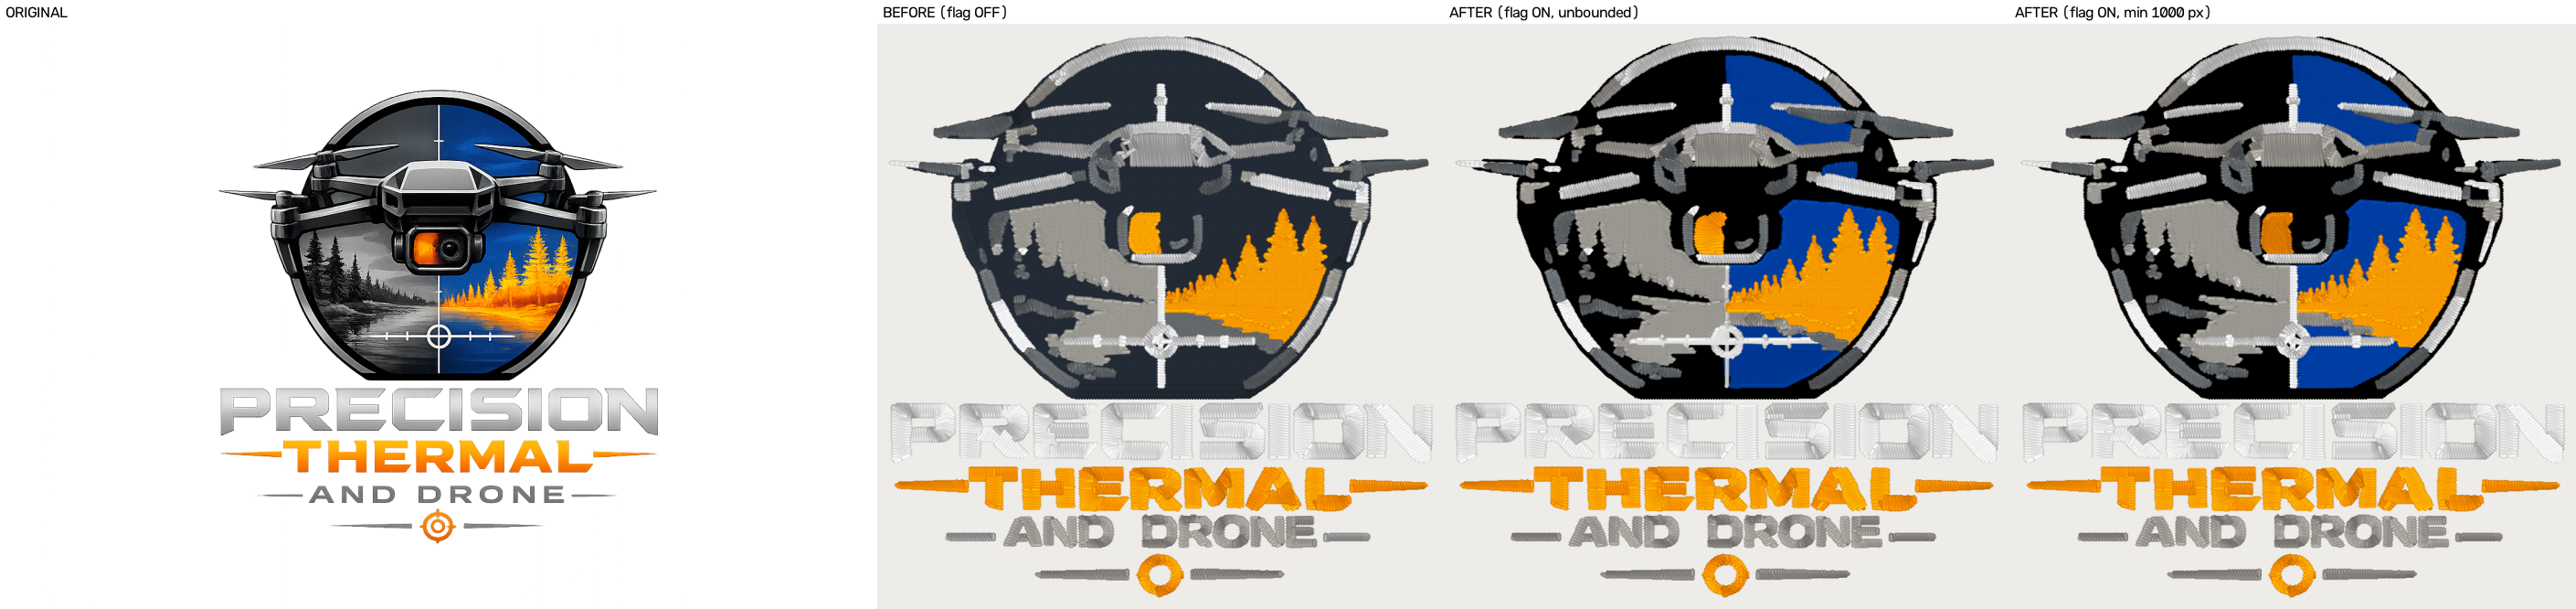 ORIGINAL
BEFORE (flag OFF)
AFTER (flag ON, unbounded)
AFTER (flag ON, min 1000 px)
PRECISION
THERMAL
AND DRONE
PRECISION
THERMAL
AND DRONE
PRECISION
THERMAL
AND DRONE
PRECISION
THERMAL
AND DRONE